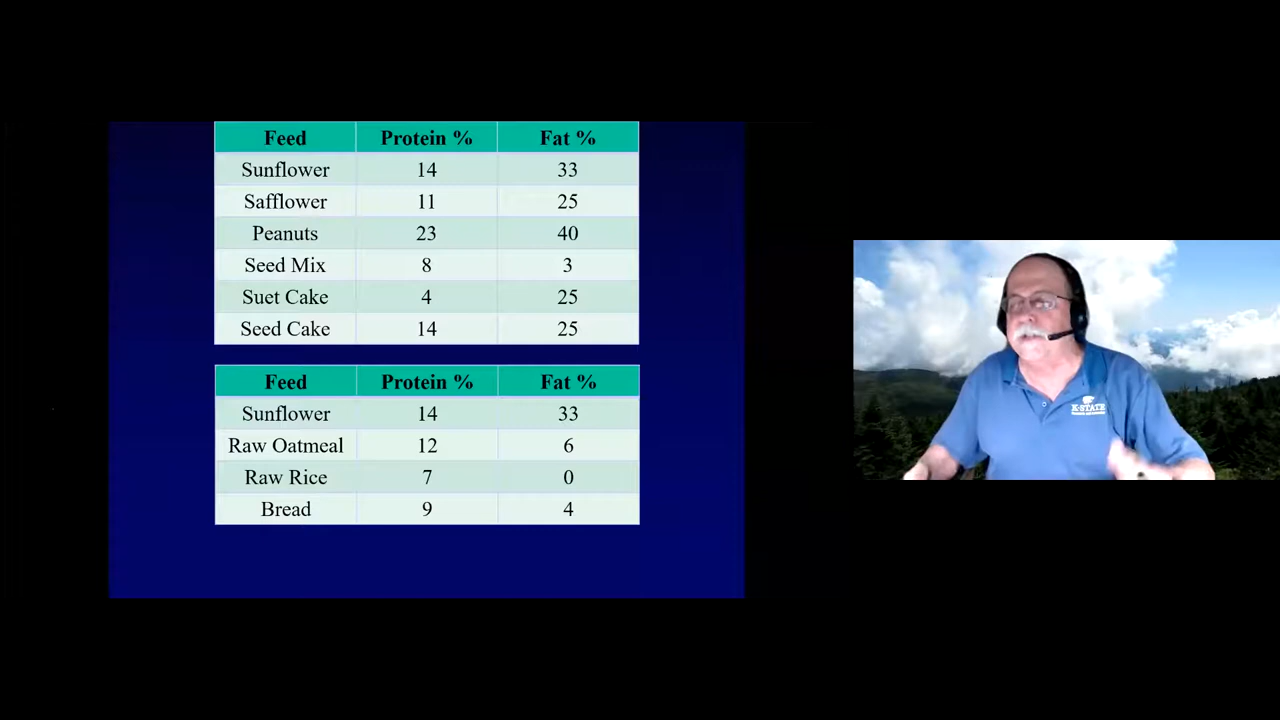 Feed Protein % Fat %
Sunflower 14 33
Safflower 11 25
Peanuts 23 40
Seed Mix 8 3
Suet Cake 4 25
Seed Cake 14 25
Feed Protein % Fat %
Sunflower 14 33
Raw Oatmeal 12 6
Raw Rice 7 0
Bread 9 4
K-STATE